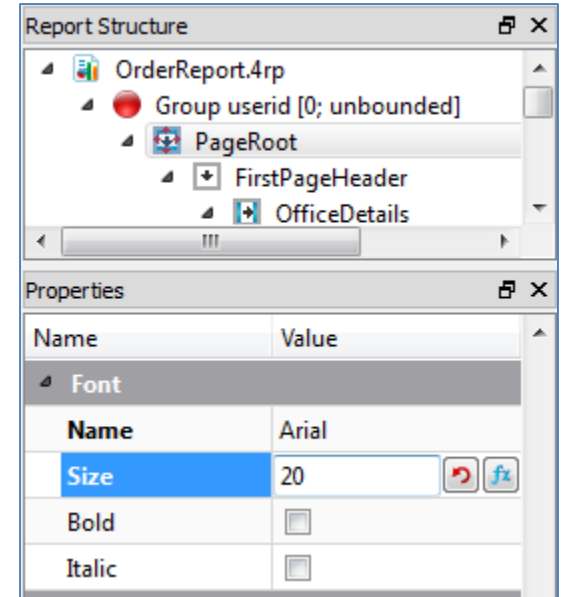 Report Structure
OrderReport.4rp
Group userid [0; unbounded]
PageRoot
FirstPageHeader
OfficeDetails
Properties
Name Value
Font
Name Arial
Size 20 fx
Bold
Italic